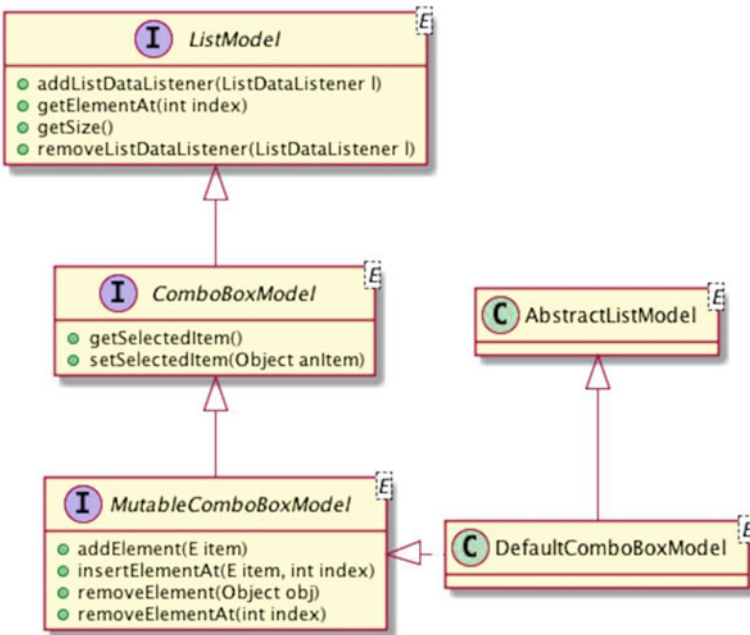 I ListModel E
addListDataListener(ListDataListener l)
getElementAt(int index)
getSize()
removeListDataListener(ListDataListener l)
I ComboBoxModel E
getSelectedItem()
setSelectedItem(Object anItem)
C AbstractListModel E
I MutableComboBoxModel E
addElement(E item)
insertElementAt(E item, int index)
removeElement(Object obj)
removeElementAt(int index)
C DefaultComboBoxModel E